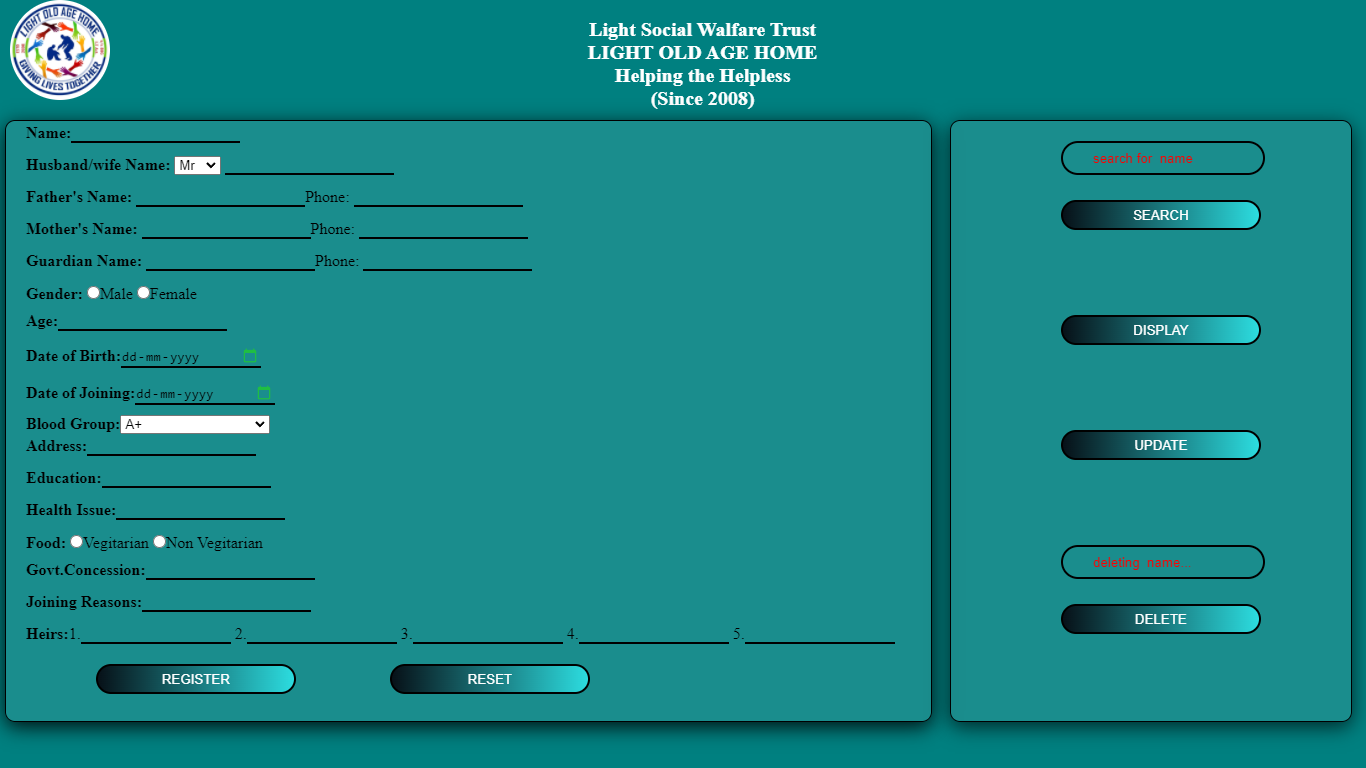 LIGHT OLD AGE HOME
GIVING LIVES TOGETHER
Light Social Welfare Trust
LIGHT OLD AGE HOME
Helping the Helpless
(Since 2008)
Name:
Husband/wife Name: Mr
Father's Name: Phone:
Mother's Name: Phone:
Guardian Name: Phone:
Gender: Male Female
Age:
Date of Birth: dd-mm-yyyy
Date of Joining: dd-mm-yyyy
Blood Group: A+
Address:
Education:
Health Issue:
Food: Vegitarian Non Vegitarian
Govt.Concession:
Joining Reasons:
Heirs:1. 2. 3. 4. 5.
REGISTER RESET
search for name
SEARCH
DISPLAY
UPDATE
deleting name...
DELETE